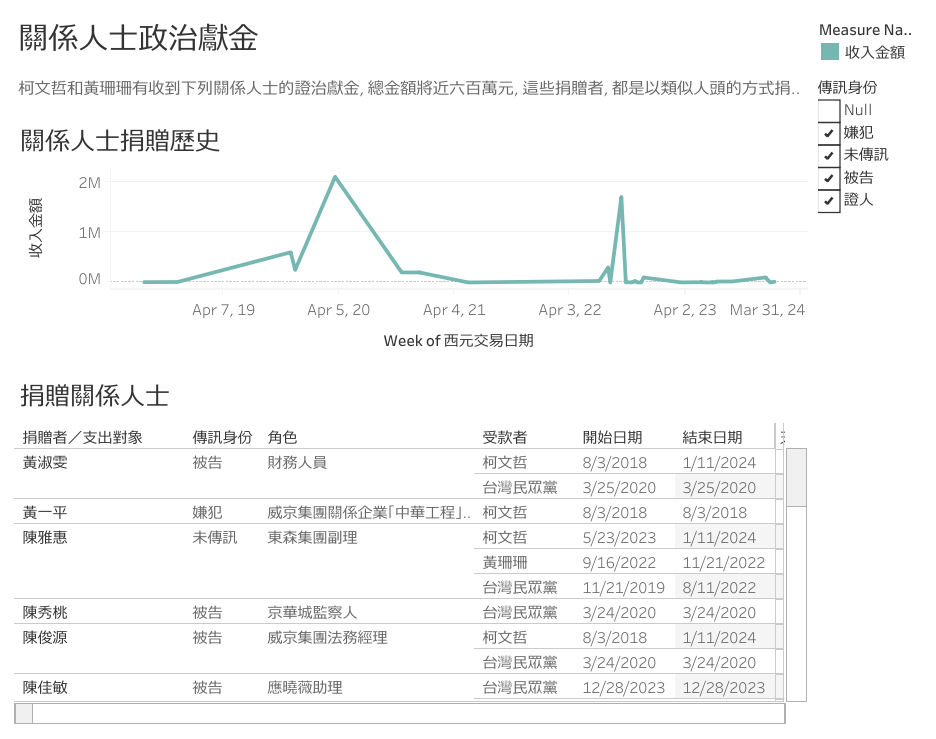 關係人士政治獻金
Measure Na..
收入金額
柯文哲和黃珊珊有收到下列關係人士的證治獻金, 總金額將近六百萬元, 這些捐贈者, 都是以類似人頭的方式捐..
傳訊身份
Null
嫌犯
未傳訊
被告
證人
關係人士捐贈歷史
收入金額
2M
1M
0M
Apr 7, 19 Apr 5, 20 Apr 4, 21 Apr 3, 22 Apr 2, 23 Mar 31, 24
Week of 西元交易日期
捐贈關係人士
捐贈者／支出對象 傳訊身份 角色 受款者 開始日期 結束日期
黃淑雯 被告 財務人員 柯文哲 8/3/2018 1/11/2024
台灣民眾黨 3/25/2020 3/25/2020
黃一平 嫌犯 威京集團關係企業「中華工程」.. 柯文哲 8/3/2018 8/3/2018
陳雅惠 未傳訊 東森集團副理 柯文哲 5/23/2023 1/11/2024
黃珊珊 9/16/2022 11/21/2022
台灣民眾黨 11/21/2019 8/11/2022
陳秀桃 被告 京華城監察人 台灣民眾黨 3/24/2020 3/24/2020
陳俊源 被告 威京集團法務經理 柯文哲 8/3/2018 1/11/2024
台灣民眾黨 3/24/2020 3/24/2020
陳佳敏 被告 應曉薇助理 台灣民眾黨 12/28/2023 12/28/2023